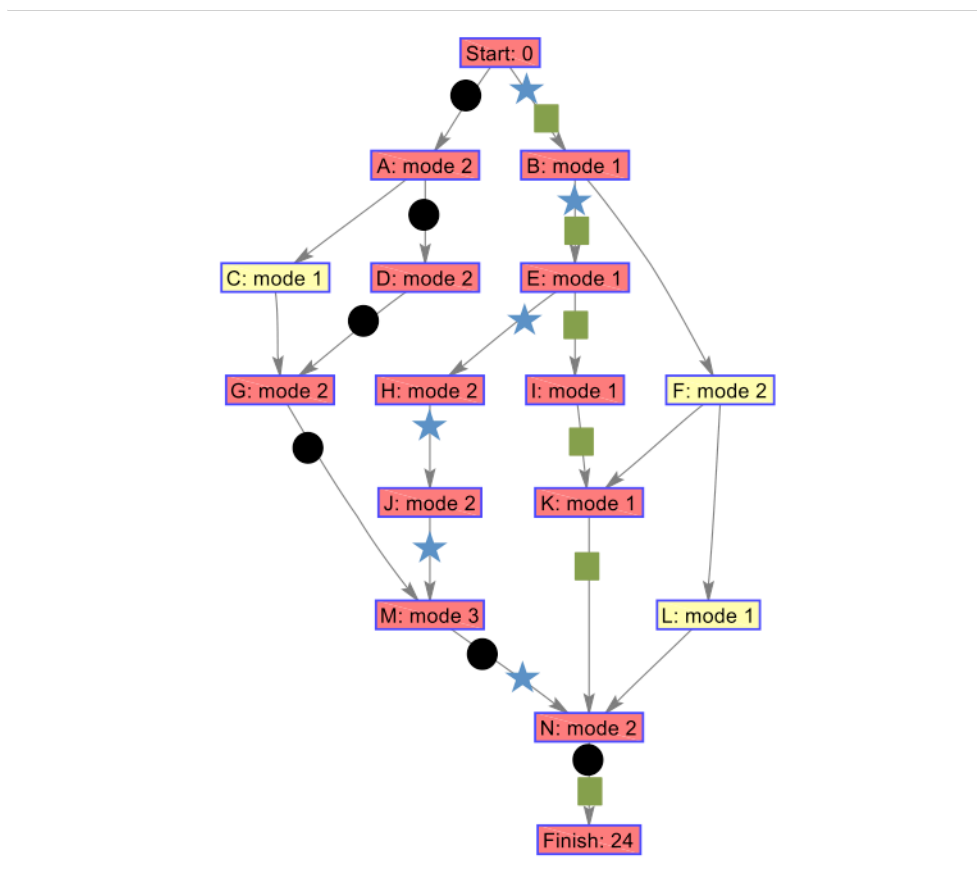 Start: 0
A: mode 2
B: mode 1
C: mode 1
D: mode 2
E: mode 1
G: mode 2
H: mode 2
I: mode 1
F: mode 2
J: mode 2
K: mode 1
M: mode 3
L: mode 1
N: mode 2
Finish: 24